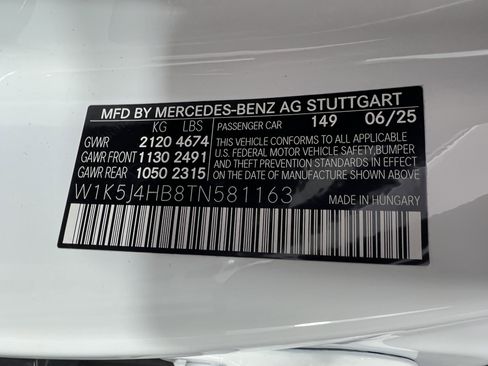 MFD BY MERCEDES-BENZ AG STUTTGART
KG LBS PASSENGER CAR 149 06/25
GWR 2120 4674
GAWR FRONT 1130 2491
GAWR REAR 1050 2315
THIS VEHICLE CONFORMS TO ALL APPLICABLE
U.S. FEDERAL MOTOR VEHICLE SAFETY, BUMPER
AND THEFT PREVENTION STANDARDS IN EFFECT
ON THE DATE OF MANUFACTURE SHOWN ABOVE
W1K5J4HB8TN581163
MADE IN HUNGARY